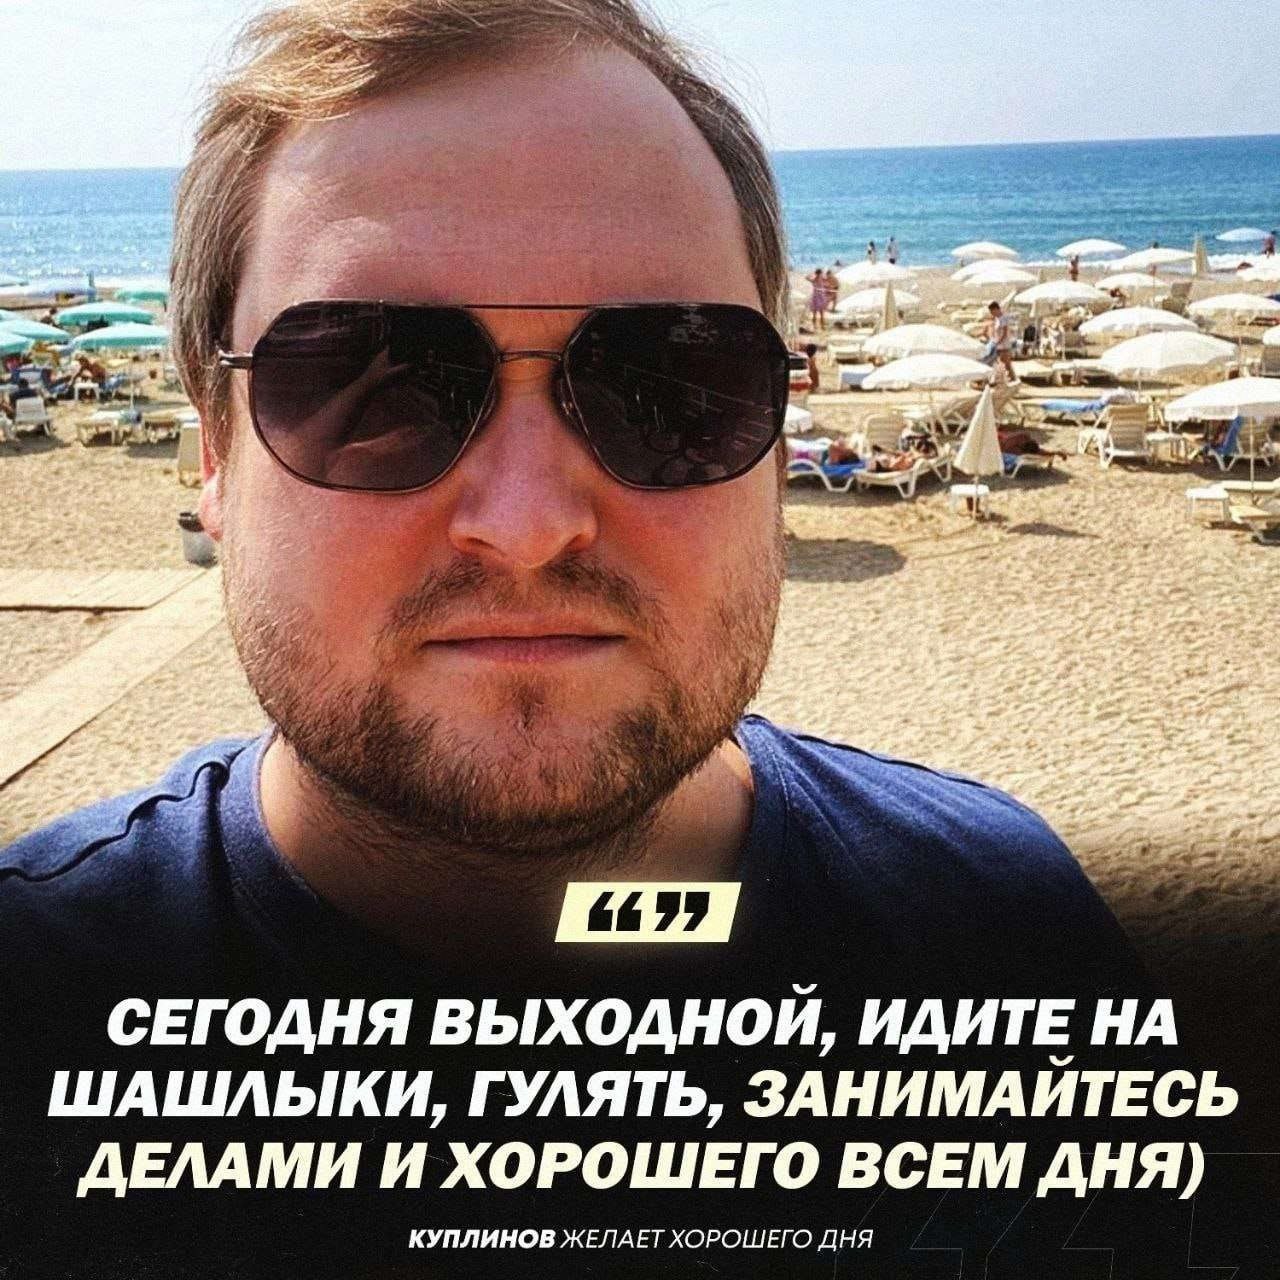 ❝❞
СЕГОДНЯ ВЫХОДНОЙ, ИДИТЕ НА
ШАШЛЫКИ, ГУЛЯТЬ, ЗАНИМАЙТЕСЬ
ДЕЛАМИ И ХОРОШЕГО ВСЕМ ДНЯ)
КУПЛИНОВ ЖЕЛАЕТ ХОРОШЕГО ДНЯ